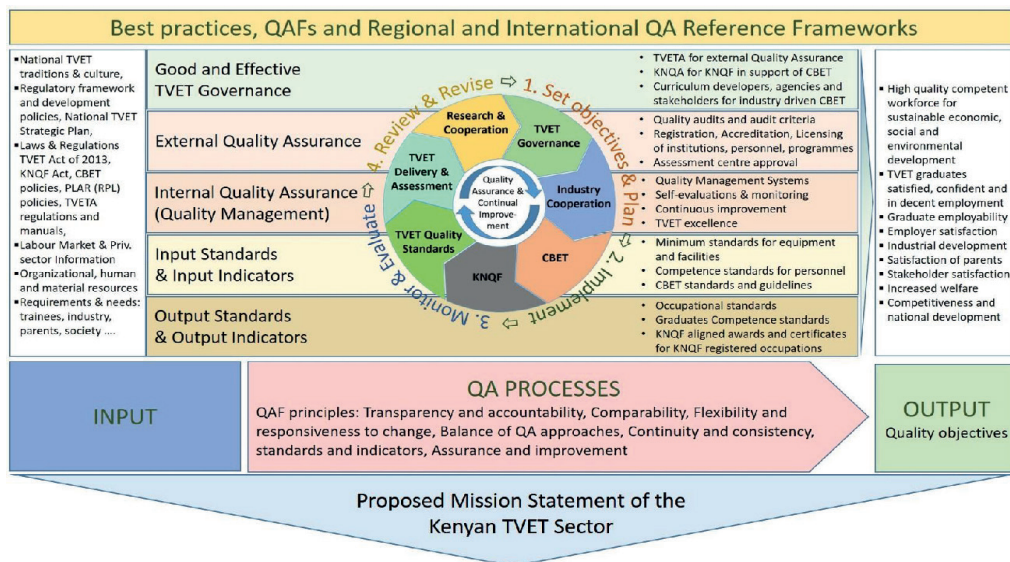 Best practices, QAFs and Regional and International QA Reference Frameworks
▪National TVET
traditions & culture,
▪Regulatory framework
and development
policies, National TVET
Strategic Plan,
▪Laws & Regulations
TVET Act of 2013,
KNQF Act, CBET
policies, PLAR (RPL)
policies, TVETA
regulations and
manuals,
▪Labour Market & Priv.
sector Information
▪Organizational, human
and material resources
▪Requirements & needs:
trainees, industry,
parents, society ....
Good and Effective
TVET Governance
External Quality Assurance
Internal Quality Assurance
(Quality Management)
Input Standards
& Input Indicators
Output Standards
& Output Indicators
⇨ 1. Set objectives & Plan
⇨ 2. Implement
⇨ 3. Monitor & Evaluate
⇨ 4. Review & Revise
Research &
Cooperation
TVET
Governance
Industry
Cooperation
CBET
KNQF
TVET Quality
Standards
TVET
Delivery &
Assessment
Quality
Assurance &
Continual
Improve-
ment
• TVETA for external Quality Assurance
• KNQA for KNQF in support of CBET
• Curriculum developers, agencies and
stakeholders for industry driven CBET
• Quality audits and audit criteria
• Registration, Accreditation, Licensing
of institutions, personnel, programmes
• Assessment centre approval
• Quality Management Systems
• Self-evaluations & monitoring
• Continuous improvement
• TVET excellence
• Minimum standards for equipment
and facilities
• Competence standards for personnel
• CBET standards and guidelines
• Occupational standards
• Graduates Competence standards
• KNQF aligned awards and certificates
for KNQF registered occupations
• High quality competent
workforce for
sustainable economic,
social and
environmental
development
• TVET graduates
satisfied, confident and
in decent employment
• Graduate employability
• Employer satisfaction
• Industrial development
• Satisfaction of parents
• Stakeholder satisfaction
• Increased welfare
• Competitiveness and
national development
INPUT
QA PROCESSES
QAF principles: Transparency and accountability, Comparability, Flexibility and
responsiveness to change, Balance of QA approaches, Continuity and consistency,
standards and indicators, Assurance and improvement
OUTPUT
Quality objectives
Proposed Mission Statement of the
Kenyan TVET Sector